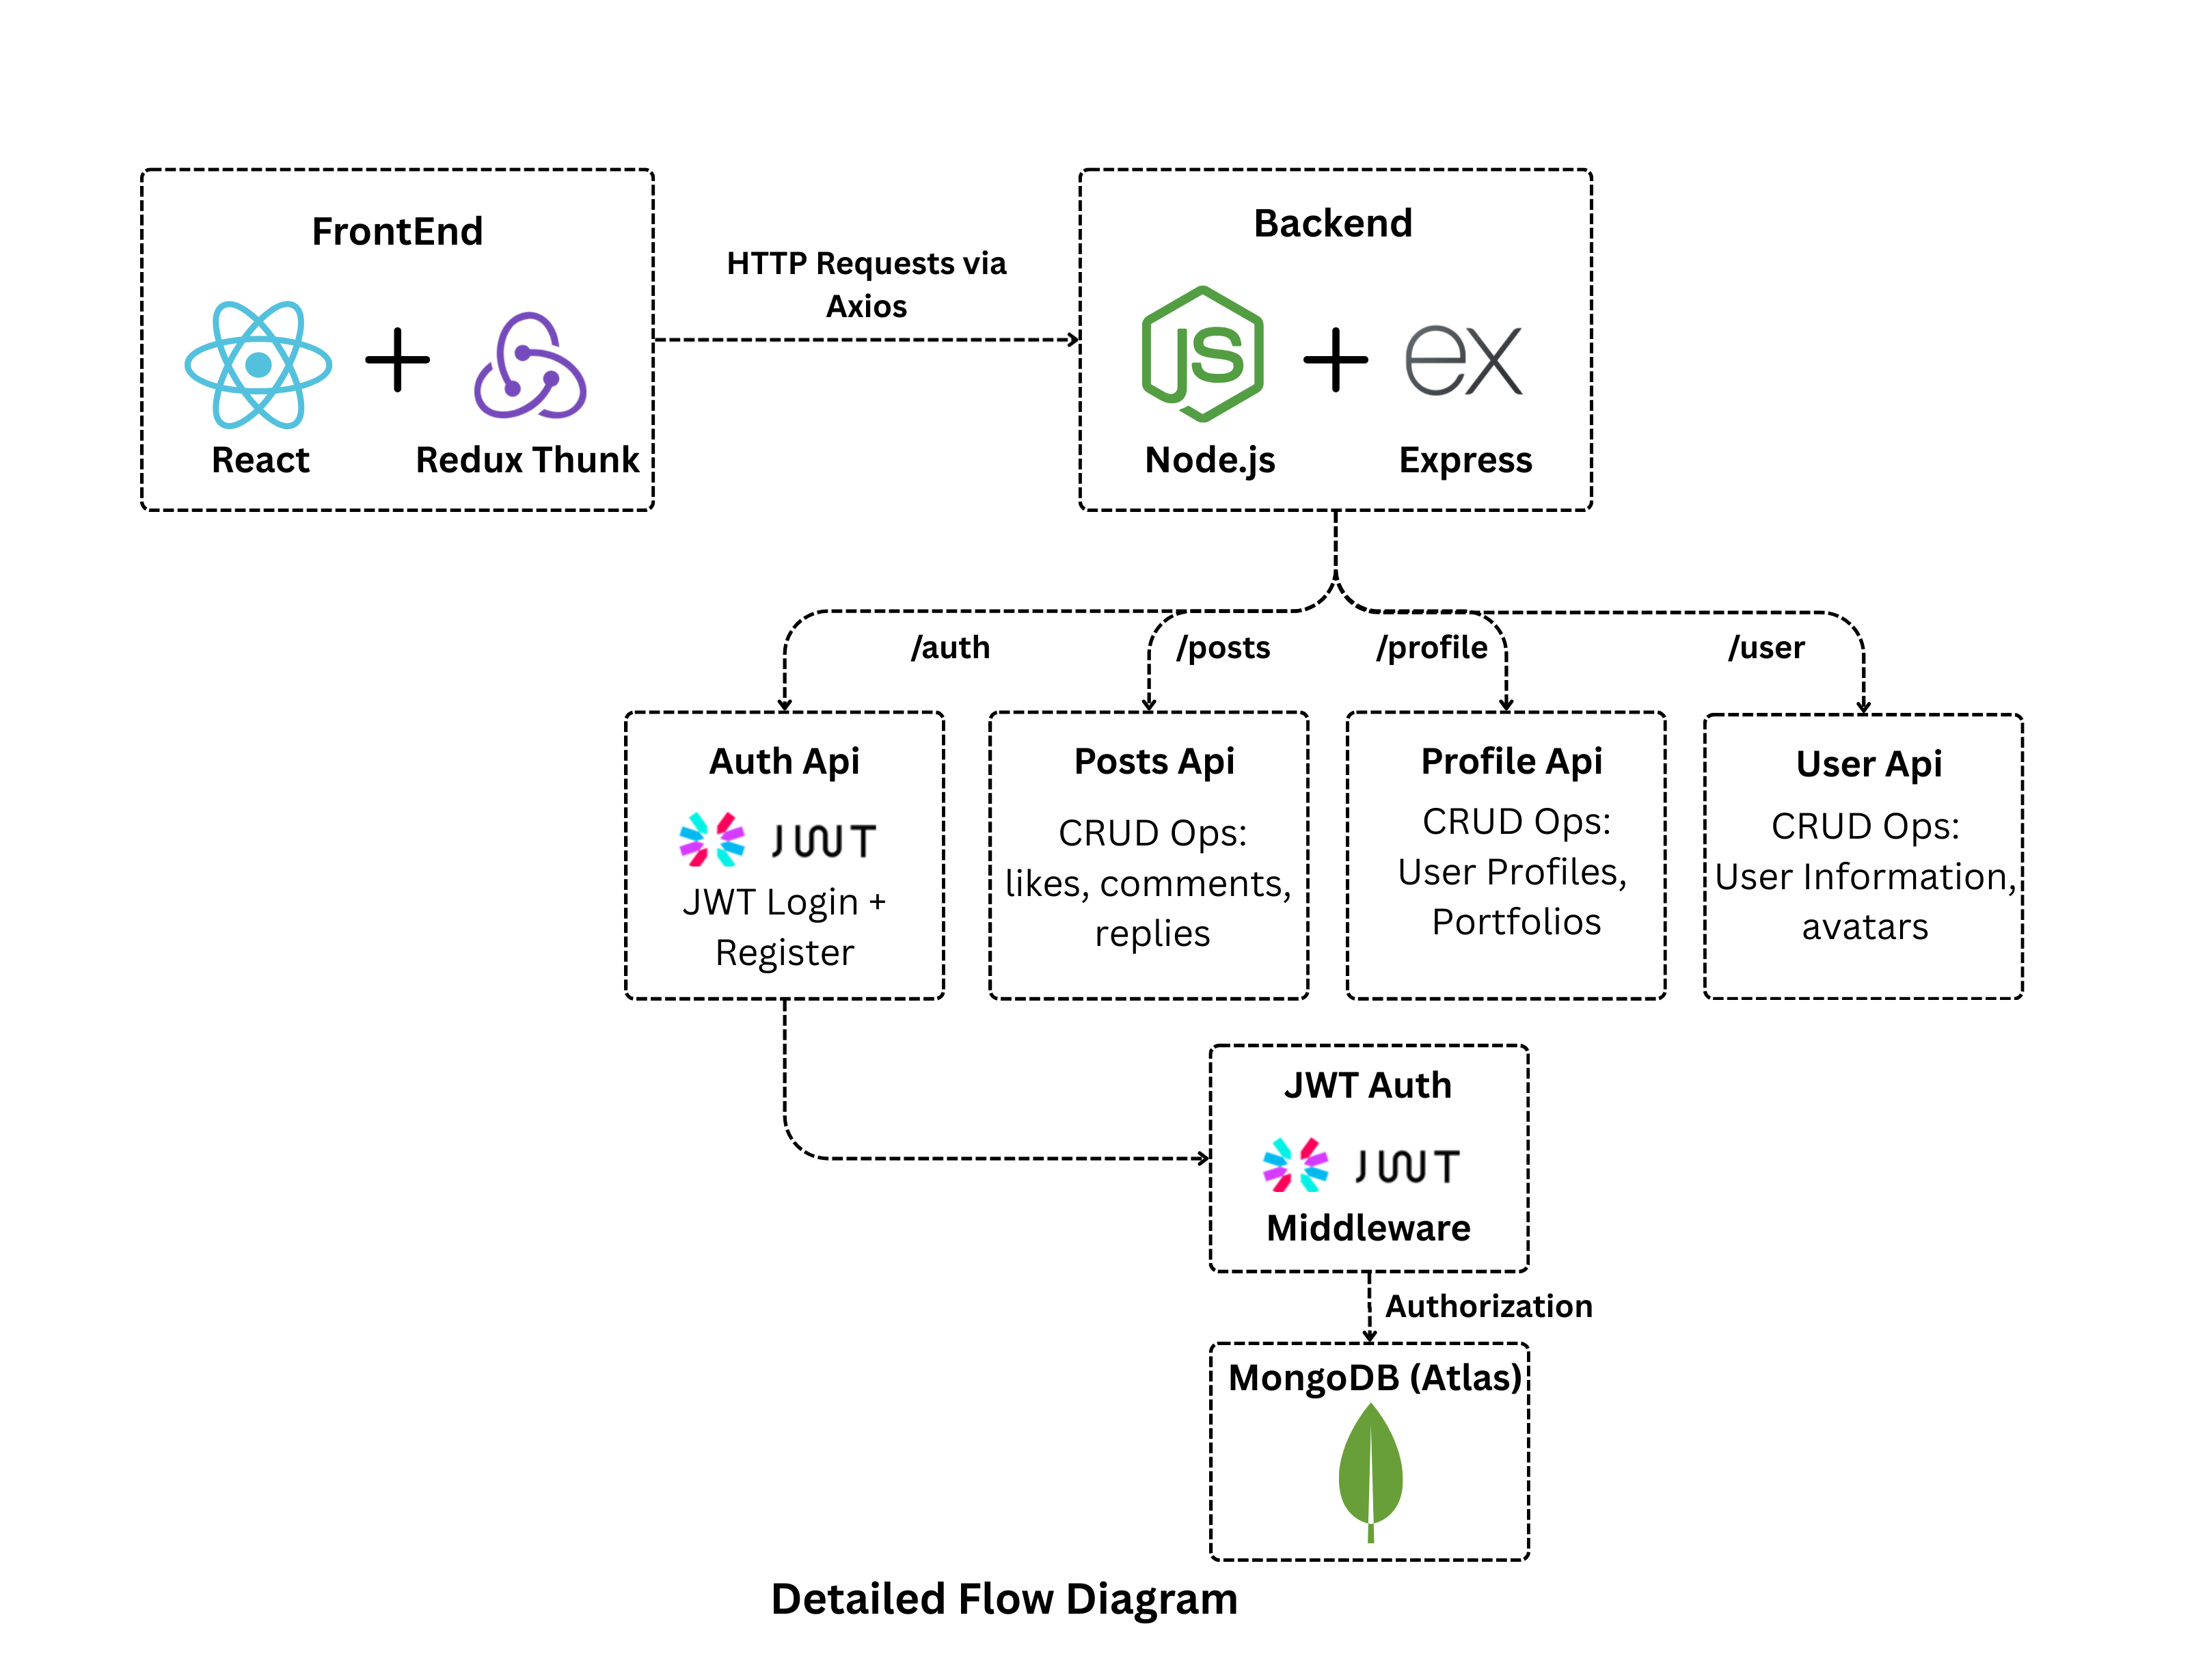 FrontEnd
React
Redux Thunk
HTTP Requests via
Axios
Backend
JS
ex
Node.js
Express
/auth
/posts
/profile
/user
Auth Api
JWT
JWT Login +
Register
Posts Api
CRUD Ops:
likes, comments,
replies
Profile Api
CRUD Ops:
User Profiles,
Portfolios
User Api
CRUD Ops:
User Information,
avatars
JWT Auth
JWT
Middleware
Authorization
MongoDB (Atlas)
Detailed Flow Diagram